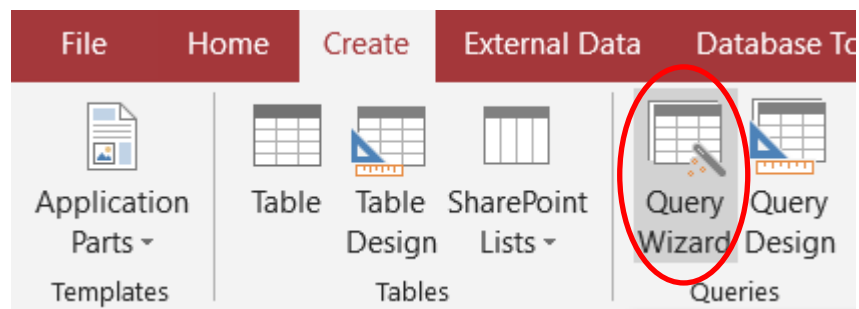 File Home Create External Data Database To
Application Table Table SharePoint Query Query
Parts Design Lists Wizard Design
Templates Tables Queries